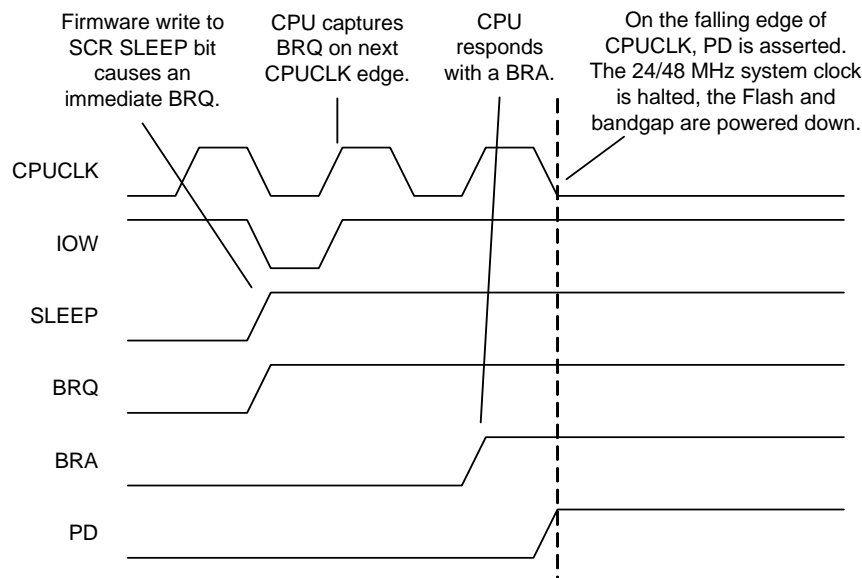 Firmware write to
SCR SLEEP bit
causes an
immediate BRQ.
CPU captures
BRQ on next
CPUCLK edge.
CPU
responds
with a BRA.
On the falling edge of
CPUCLK, PD is asserted.
The 24/48 MHz system clock
is halted, the Flash and
bandgap are powered down.
CPUCLK
IOW
SLEEP
BRQ
BRA
PD